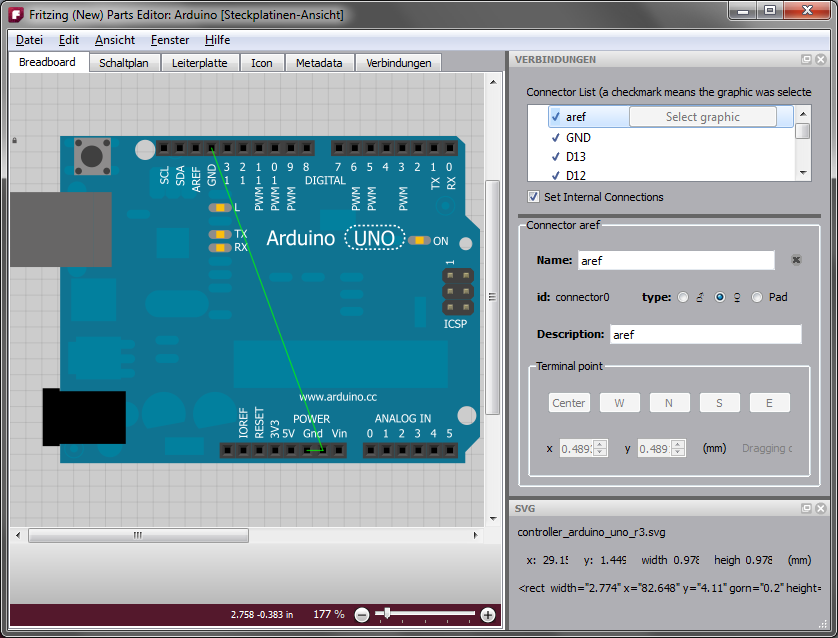 Fritzing (New) Parts Editor: Arduino [Steckplatinen-Ansicht]
Datei Edit Ansicht Fenster Hilfe
Breadboard Schaltplan Leiterplatte Icon Metadata Verbindungen
SCL SDA AREF GND 13 12 PWM 11 PWM 10 PWM 9 8
DIGITAL
7 PWM 6 PWM 5 4 PWM 3 2 TX 1 RX 0
L
TX
RX
Arduino UNO
ON
1
ICSP
www.arduino.cc
IOREF RESET 3V3 5V Gnd Vin
POWER
ANALOG IN
0 1 2 3 4 5
2.758 -0.383 in 177 %
VERBINDUNGEN
Connector List (a checkmark means the graphic was selecte
aref Select graphic
GND
D13
D12
Set Internal Connections
Connector aref
Name: aref
id: connector0 type: ♂ ♀ Pad
Description: aref
Terminal point
Center W N S E
x 0.489 y 0.489 (mm) Dragging
SVG
controller_arduino_uno_r3.svg
x: 29.15 y: 1.449 width 0.978 heigh 0.978 (mm)
<rect width="2.774" x="82.648" y="4.11" gorn="0.2" height=